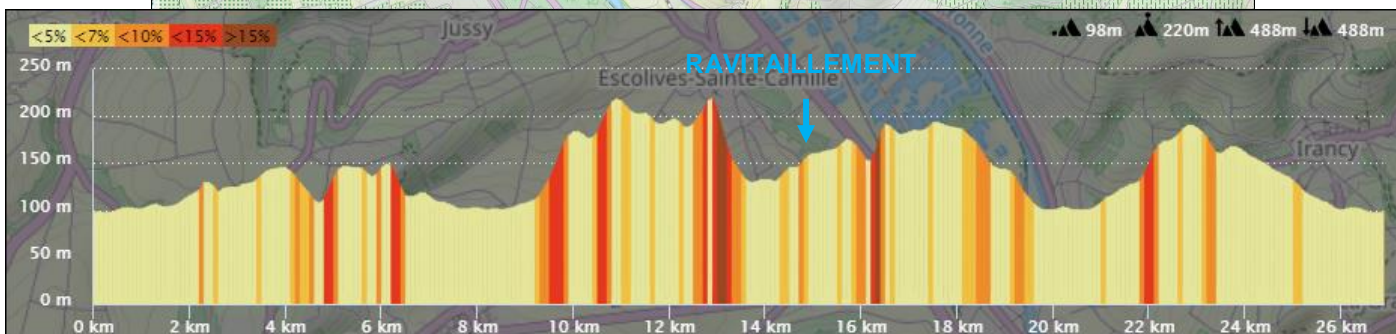 <5% <7% <10% <15% >15%
Jussy
98m 220m 488m 488m
250 m
RAVITAILLEMENT
Escolives-Sainte-Camille
200 m
150 m
Irancy
100 m
50 m
0 m
0 km 2 km 4 km 6 km 8 km 10 km 12 km 14 km 16 km 18 km 20 km 22 km 24 km 26 km